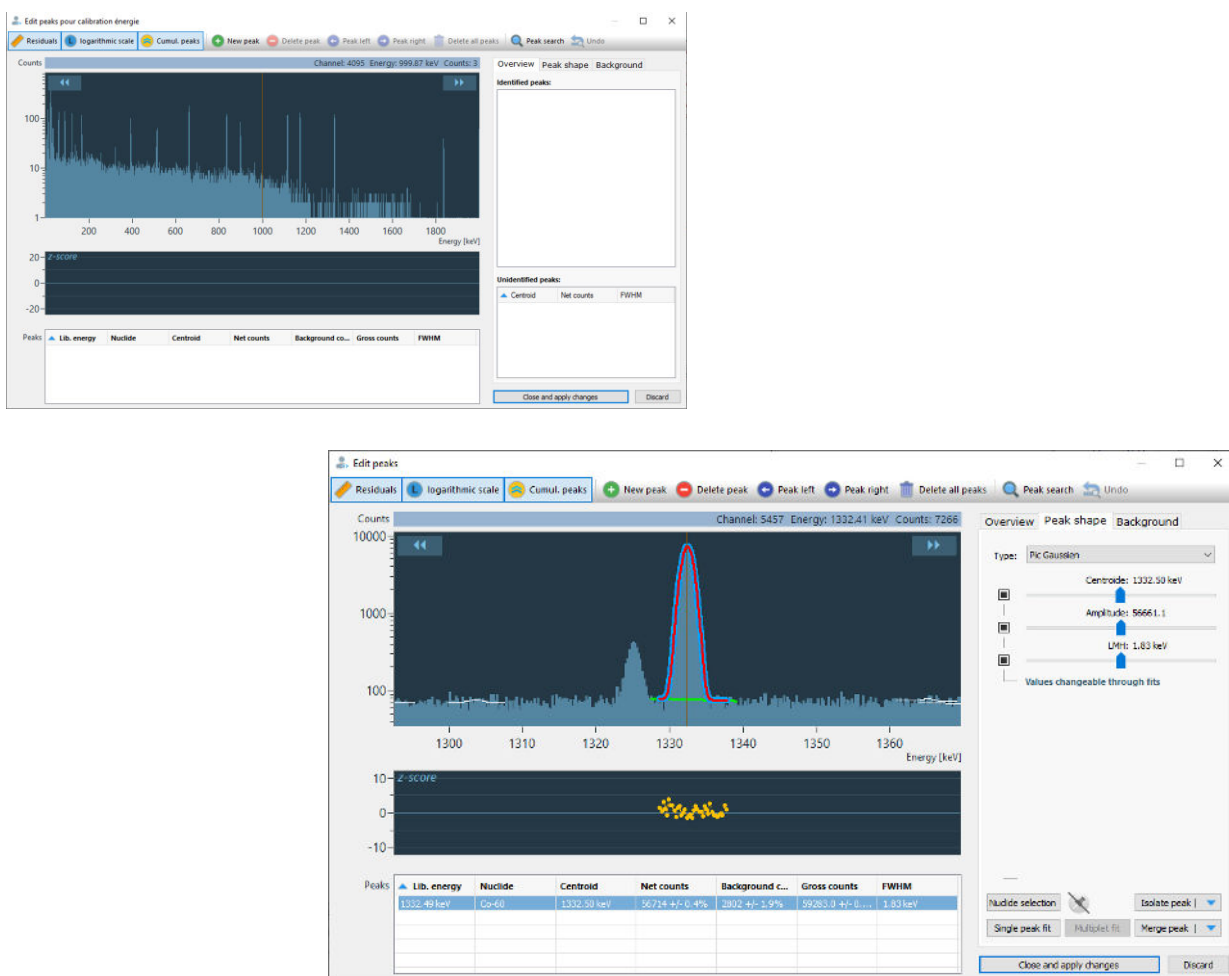 Edit peaks pour calibration énergie
Residuals logarithmic scale Cumul. peaks New peak Delete peak Peak left Peak right Delete all peaks Peak search Undo
Counts Channel: 4095 Energy: 999.87 keV Counts: 3
Overview Peak shape Background
Identified peaks:
100
10
1
200 400 600 800 1000 1200 1400 1600 1800
Energy [keV]
20 z-score
0
-20
Unidentified peaks:
Centroid Net counts FWHM
Peaks Lib. energy Nuclide Centroid Net counts Background co... Gross counts FWHM
Close and apply changes Discard
Edit peaks
Residuals logarithmic scale Cumul. peaks New peak Delete peak Peak left Peak right Delete all peaks Peak search Undo
Counts Channel: 5457 Energy: 1332.41 keV Counts: 7266
Overview Peak shape Background
10000
1000
100
1300 1310 1320 1330 1340 1350 1360
Energy [keV]
Type: Pic Gaussien
Centroide: 1332.50 keV
Amplitude: 56661.1
LMH: 1.83 keV
Values changeable through fits
10 z-score
0
-10
Peaks Lib. energy Nuclide Centroid Net counts Background c... Gross counts FWHM
1332.49 keV Co-60 1332.50 keV 56714 +/- 0.4% 2802 +/- 1.9% 59283.0 +/- 0.... 1.83 keV
Nuclide selection Isolate peak |
Single peak fit Multiplet fit Merge peak |
Close and apply changes Discard